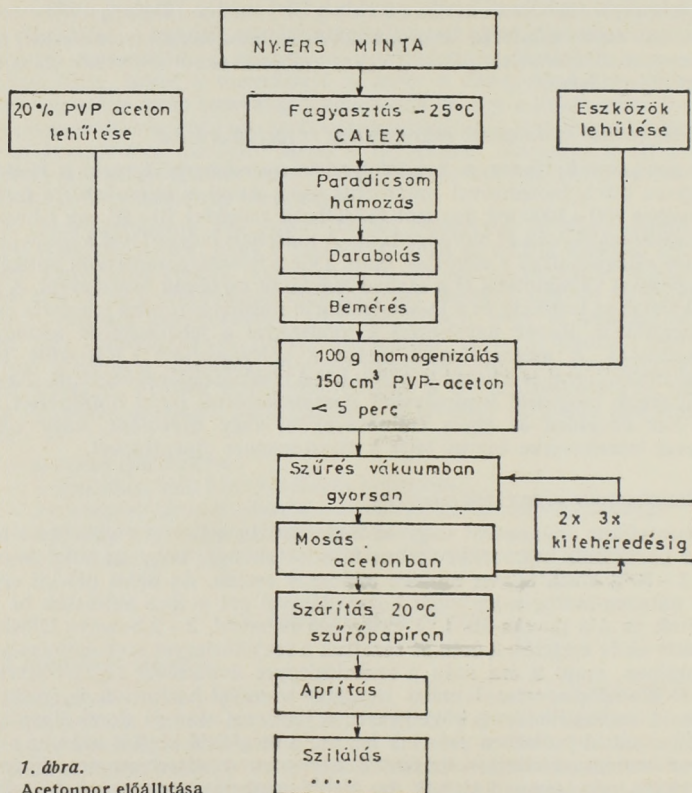 NYERS MINTA
2,0% PVP aceton
lehűtése
Fagyasztás -25°C
CALEX
Eszközök
lehűtése
Paradicsom
hámozás
Darabolás
Bemérés
100 g homogenizálás
150 cm³ PVP-aceton
< 5 perc
Szűrés vákuumban
gyorsan
2x 3x
kifehéredésig
Mosás
acetonban
Szárítás 20°C
szűrőpapíron
Aprítás
Szitálás
....
1. ábra.
Acetonpor előállítása